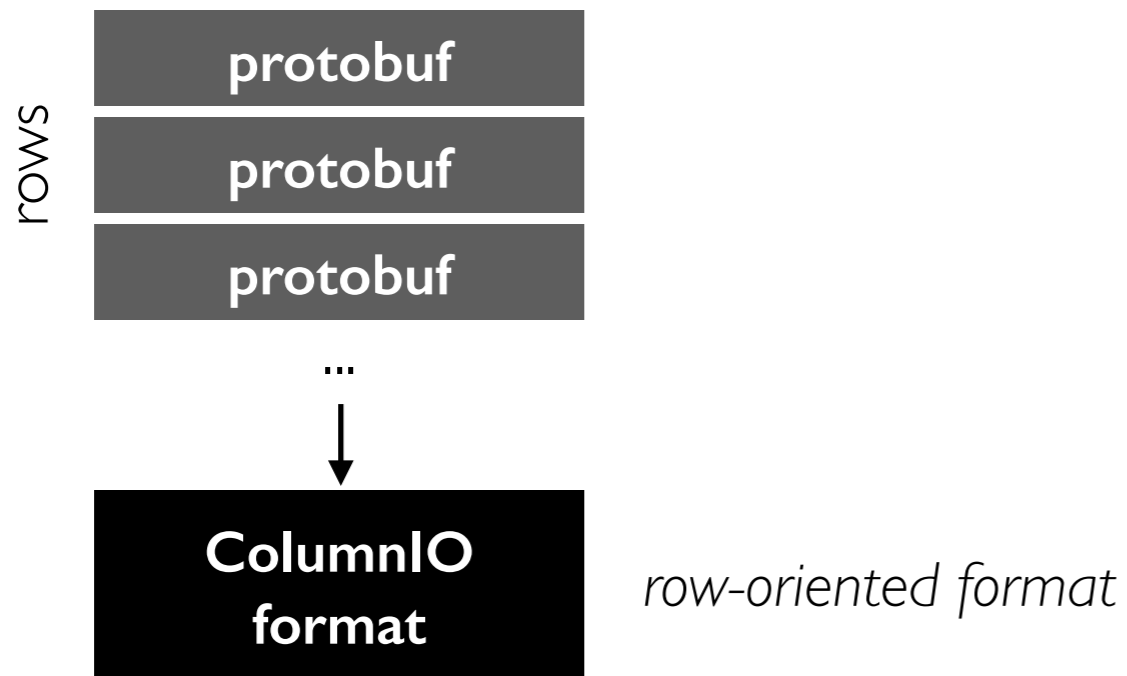 rows
protobuf
protobuf
protobuf
...
ColumnIO
format
row-oriented format